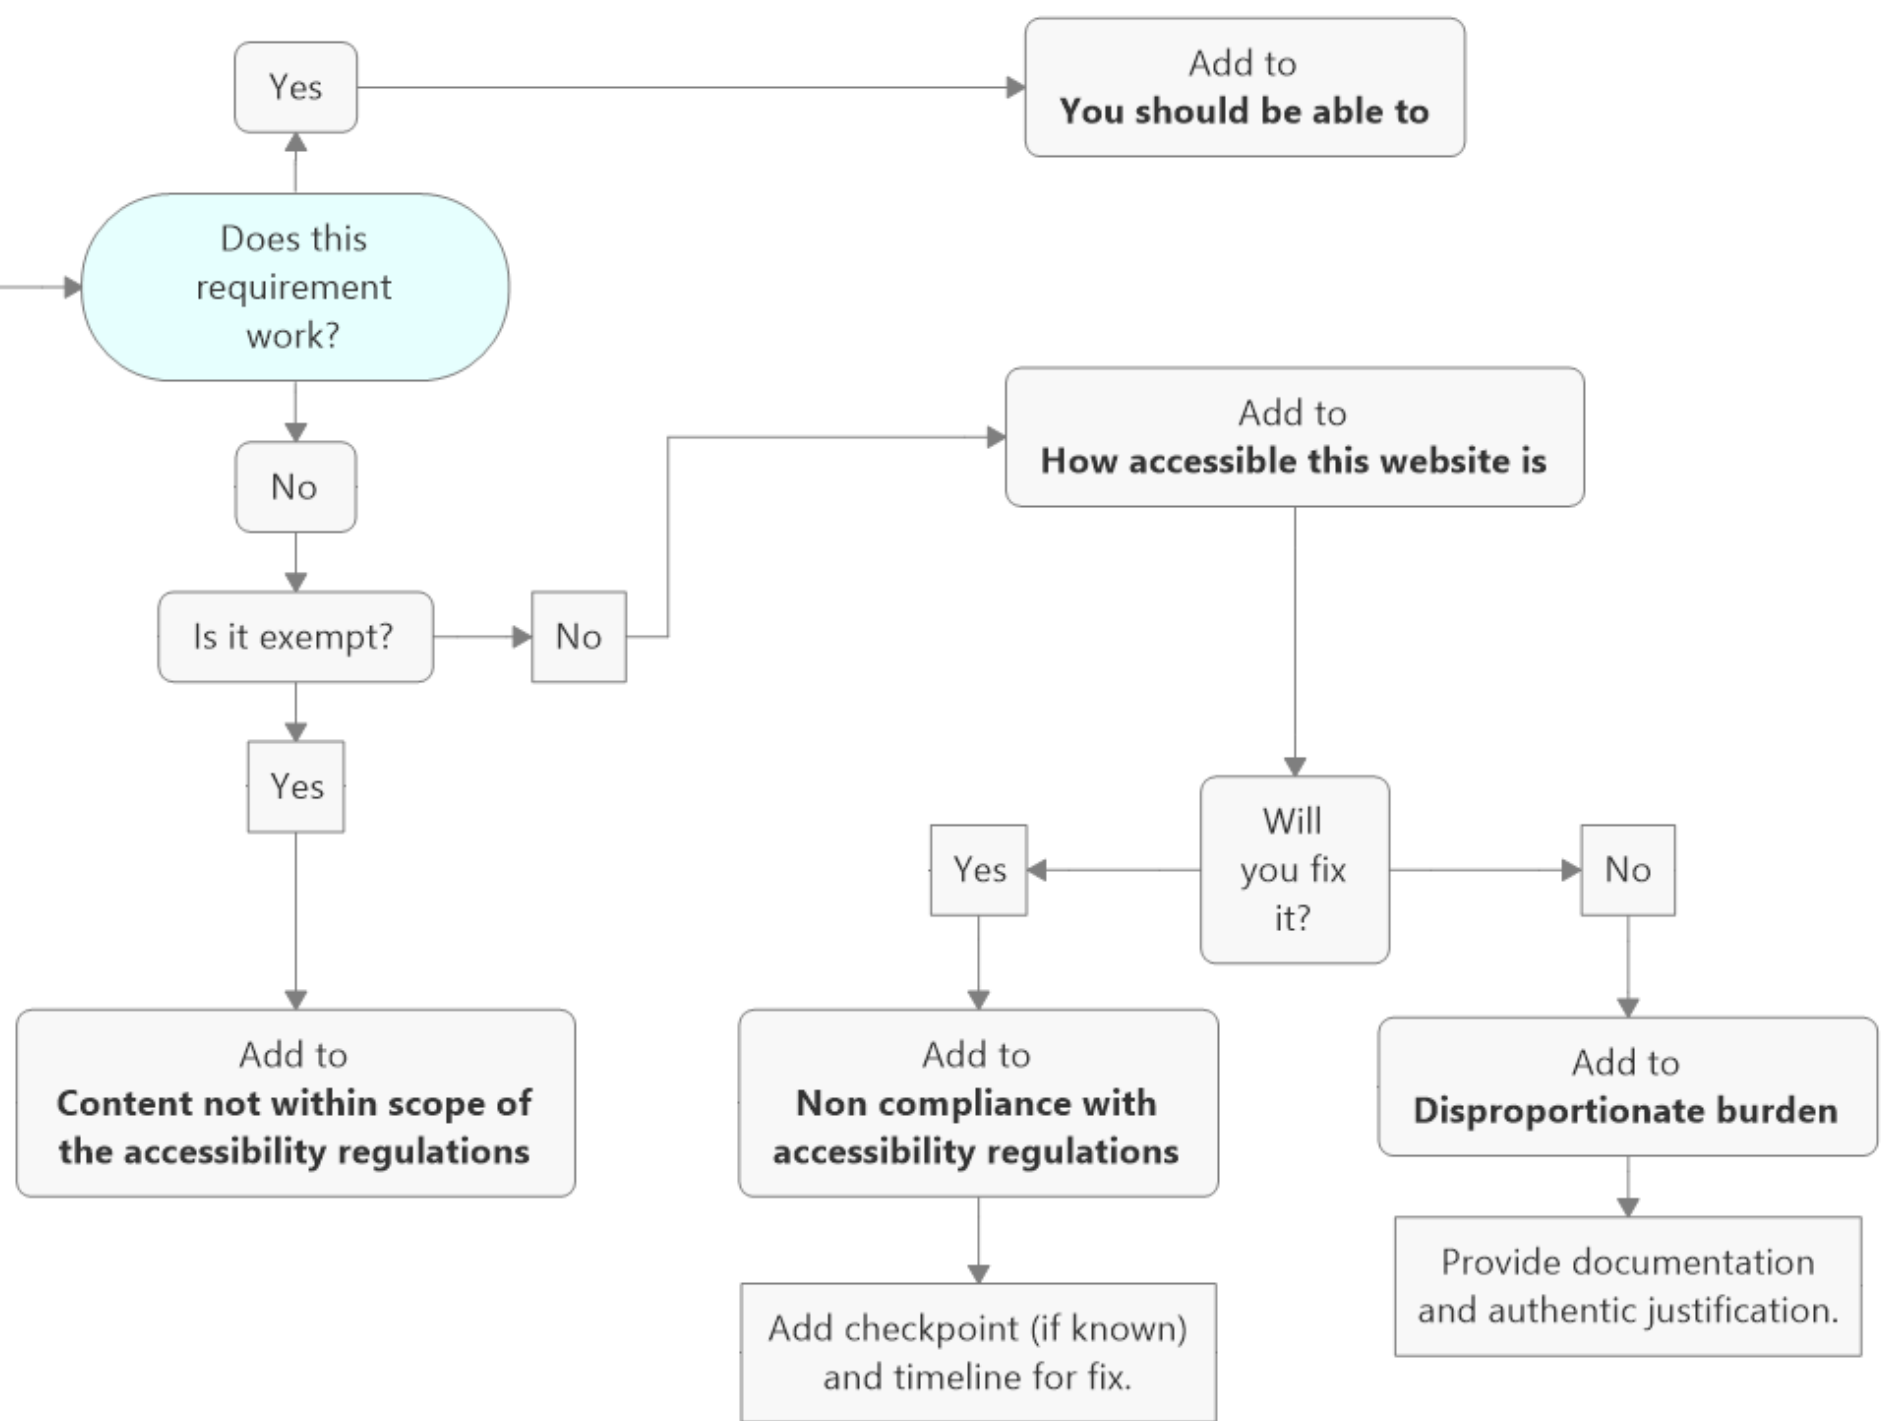 Yes
Add to
You should be able to
Does this
requirement
work?
No
Add to
How accessible this website is
Is it exempt?
No
Yes
Will
you fix
it?
Yes
No
Add to
Content not within scope of
the accessibility regulations
Add to
Non compliance with
accessibility regulations
Add to
Disproportionate burden
Add checkpoint (if known)
and timeline for fix.
Provide documentation
and authentic justification.